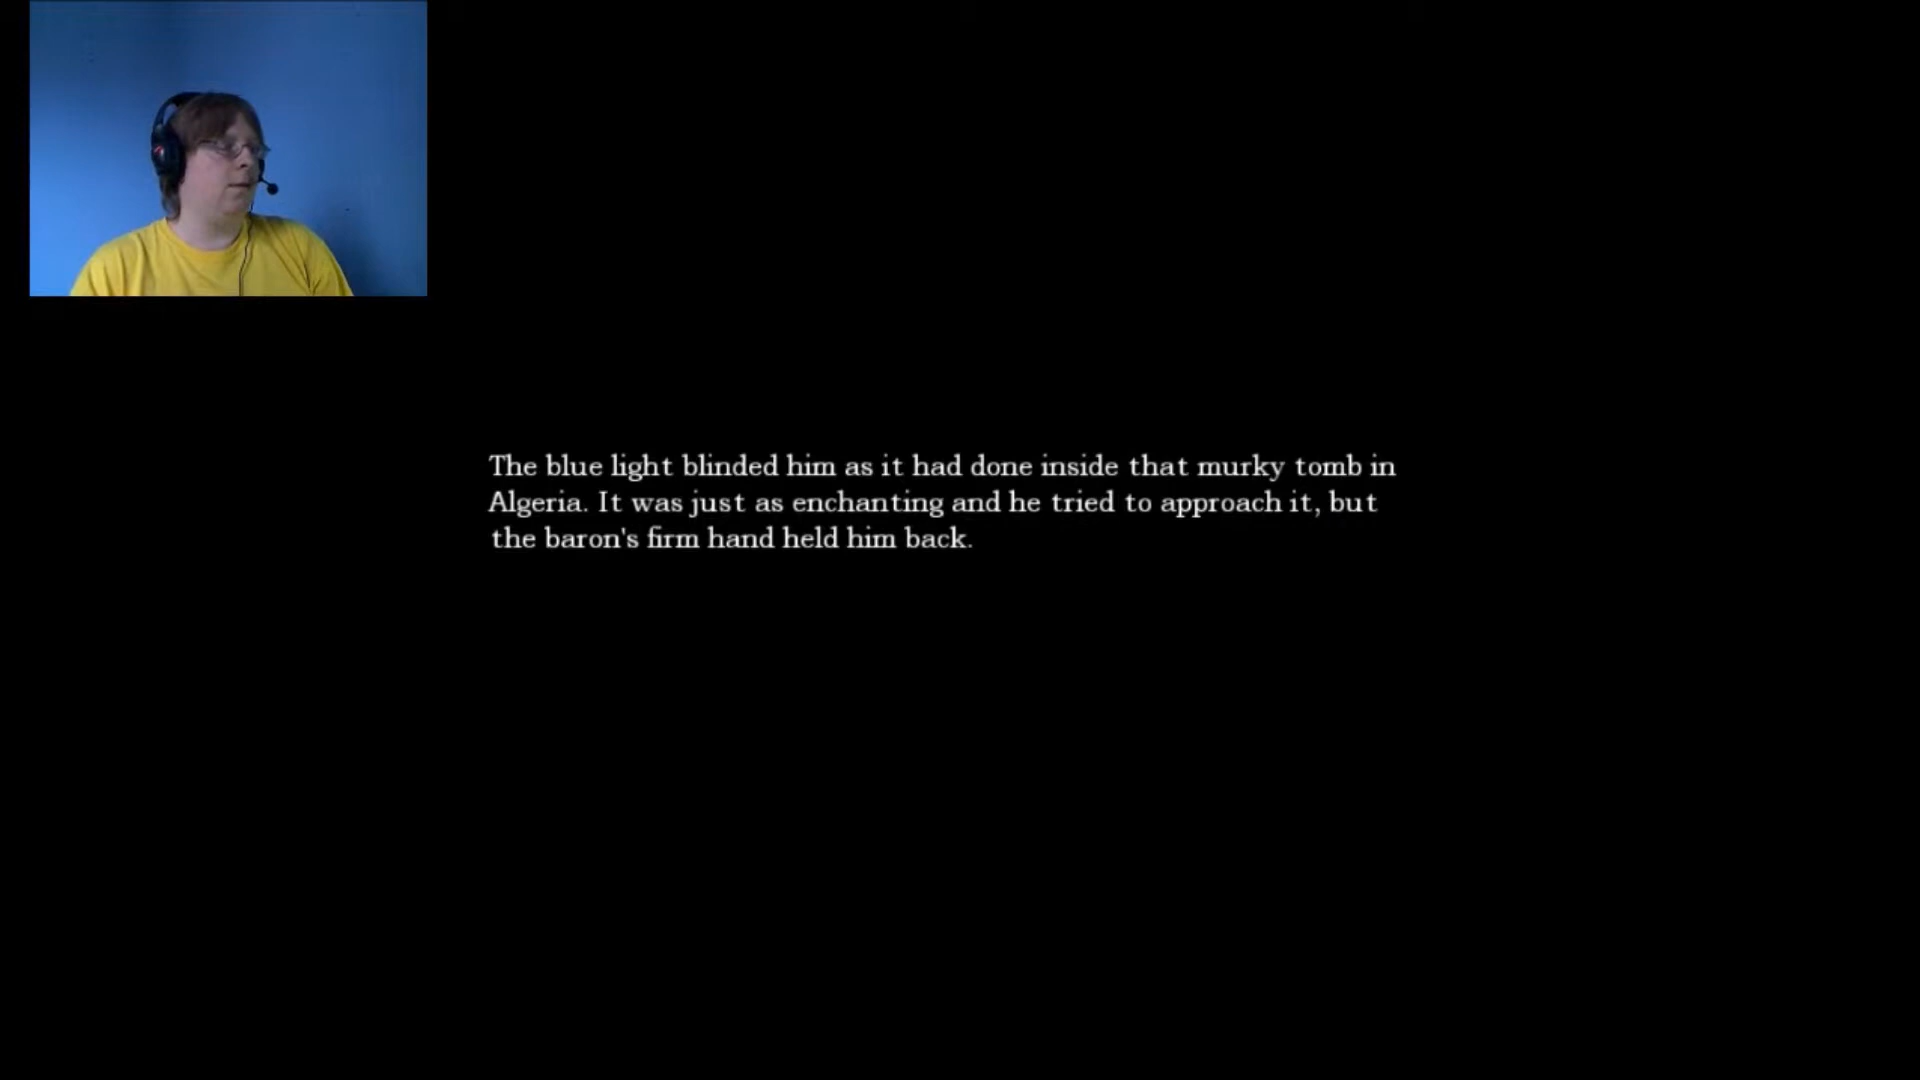 The blue light blinded him as it had done inside that murky tomb in
Algeria. It was just as enchanting and he tried to approach it, but
the baron's firm hand held him back.